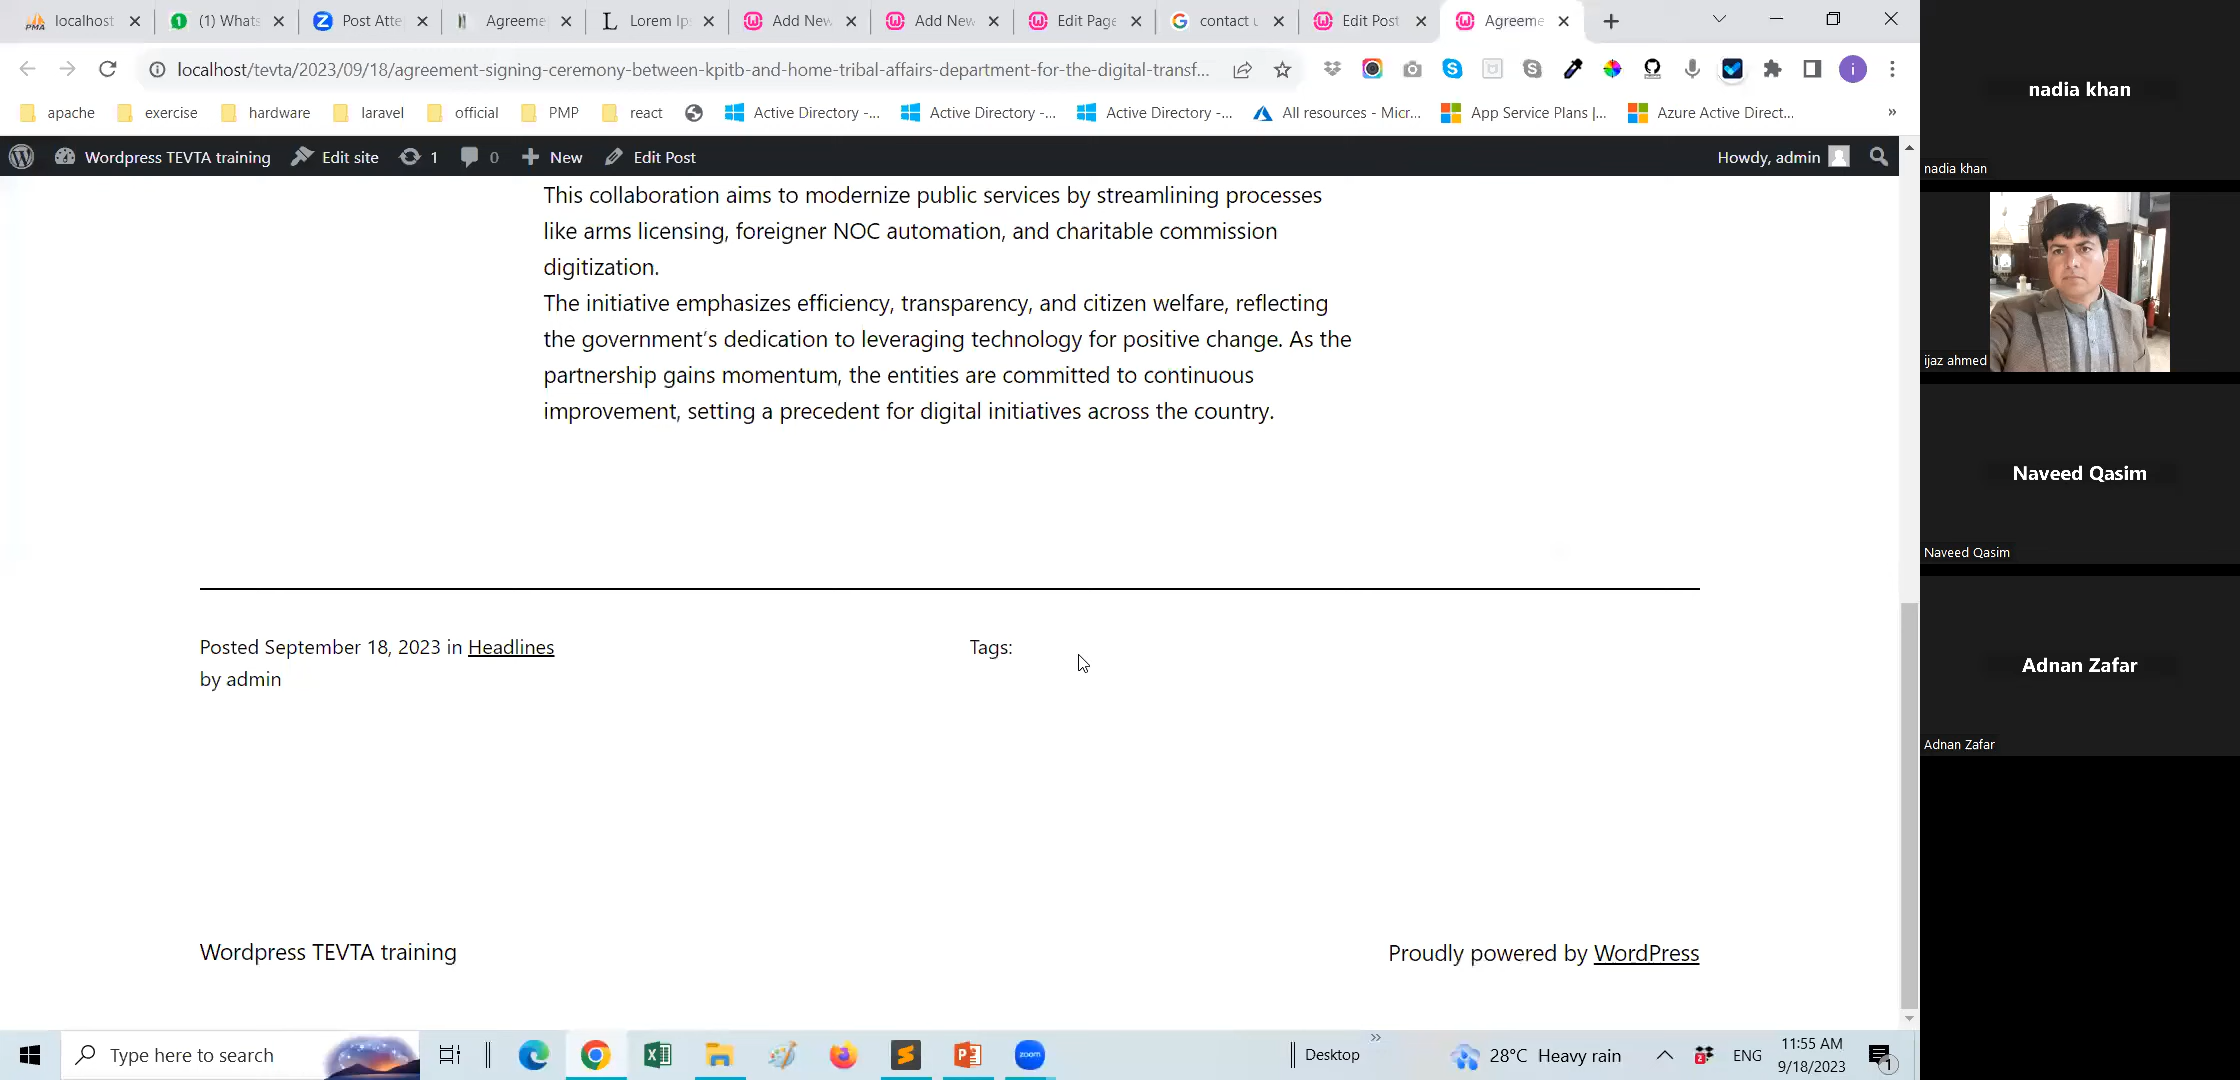 localhost
(1) Whats
Post Atte
Agreeme
Lorem Ip
Add New
Add New
Edit Page
contact u
Edit Post
Agreeme
localhost/tevta/2023/09/18/agreement-signing-ceremony-between-kpitb-and-home-tribal-affairs-department-for-the-digital-transf...
apache
exercise
hardware
laravel
official
PMP
react
Active Directory -...
Active Directory -...
Active Directory -...
All resources - Micr...
App Service Plans |...
Azure Active Direct...
»
Wordpress TEVTA training
Edit site
1
0
New
Edit Post
Howdy, admin
This collaboration aims to modernize public services by streamlining processes
like arms licensing, foreigner NOC automation, and charitable commission
digitization.
The initiative emphasizes efficiency, transparency, and citizen welfare, reflecting
the government’s dedication to leveraging technology for positive change. As the
partnership gains momentum, the entities are committed to continuous
improvement, setting a precedent for digital initiatives across the country.
Posted September 18, 2023 in Headlines
by admin
Tags:
Wordpress TEVTA training
Proudly powered by WordPress
Type here to search
zoom
Desktop
28°C Heavy rain
ENG
11:55 AM
9/18/2023
1
nadia khan
nadia khan
ijaz ahmed
Naveed Qasim
Naveed Qasim
Adnan Zafar
Adnan Zafar